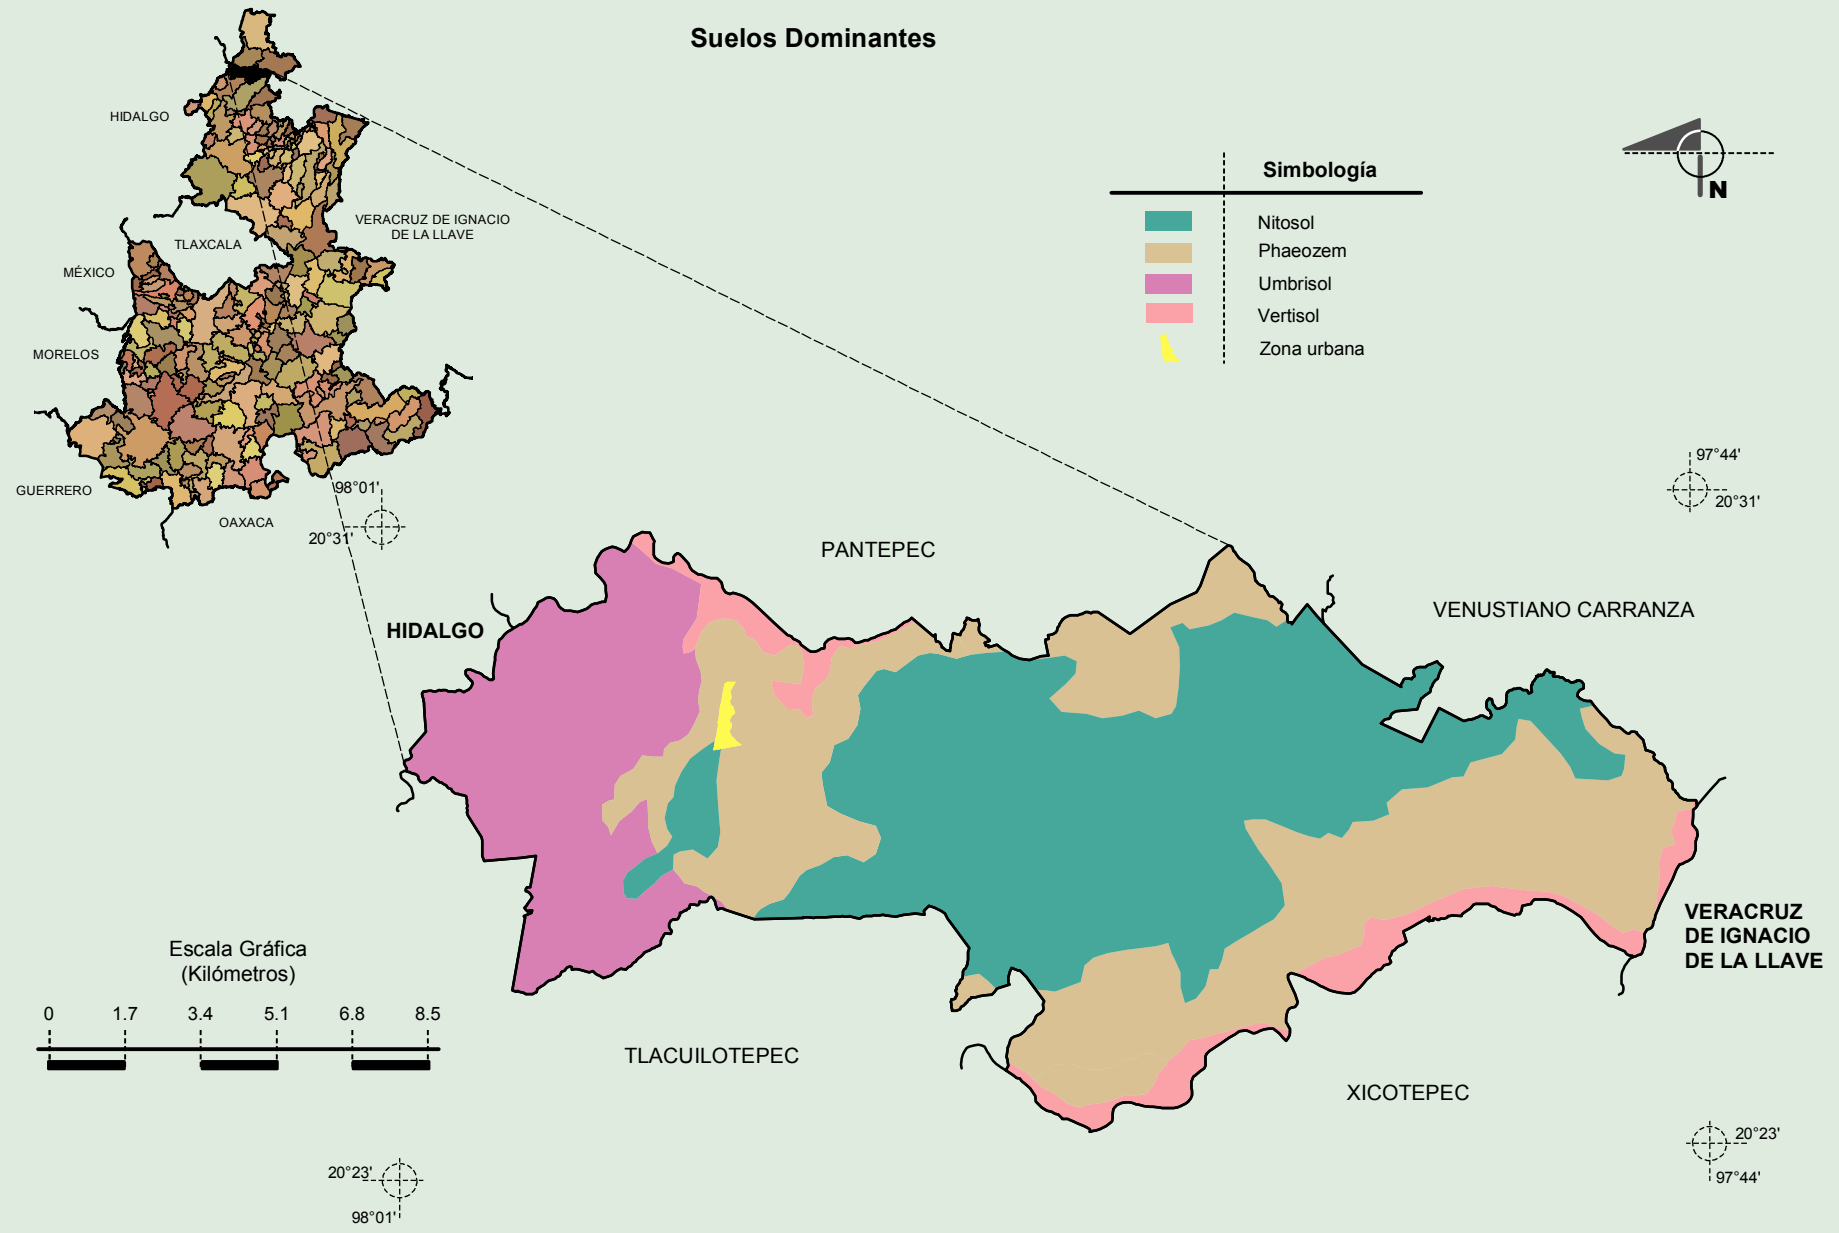 Suelos Dominantes
HIDALGO
VERACRUZ DE IGNACIO
DE LA LLAVE
TLAXCALA
MÉXICO
MORELOS
GUERRERO
OAXACA
Simbología
Nitosol
Phaeozem
Umbrisol
Vertisol
Zona urbana
N
98°01'
20°31'
97°44'
20°31'
PANTEPEC
VENUSTIANO CARRANZA
HIDALGO
VERACRUZ
DE IGNACIO
DE LA LLAVE
Escala Gráfica
(Kilómetros)
0 1.7 3.4 5.1 6.8 8.5
TLACUILOTEPEC
XICOTEPEC
20°23'
98°01'
20°23'
97°44'